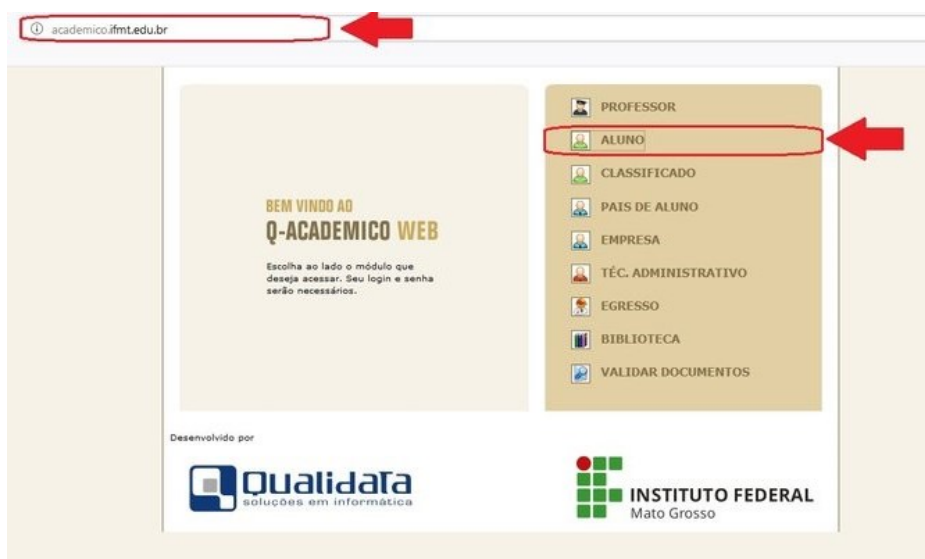 academico.ifmt.edu.br
PROFESSOR
ALUNO
CLASSIFICADO
PAIS DE ALUNO
EMPRESA
TÉC. ADMINISTRATIVO
EGRESSO
BIBLIOTECA
VALIDAR DOCUMENTOS
BEM VINDO AO
Q-ACADEMICO WEB
Escolha ao lado o módulo que
deseja acessar. Seu login e senha
serão necessários.
Desenvolvido por
Qualidata
soluções em informática
INSTITUTO FEDERAL
Mato Grosso